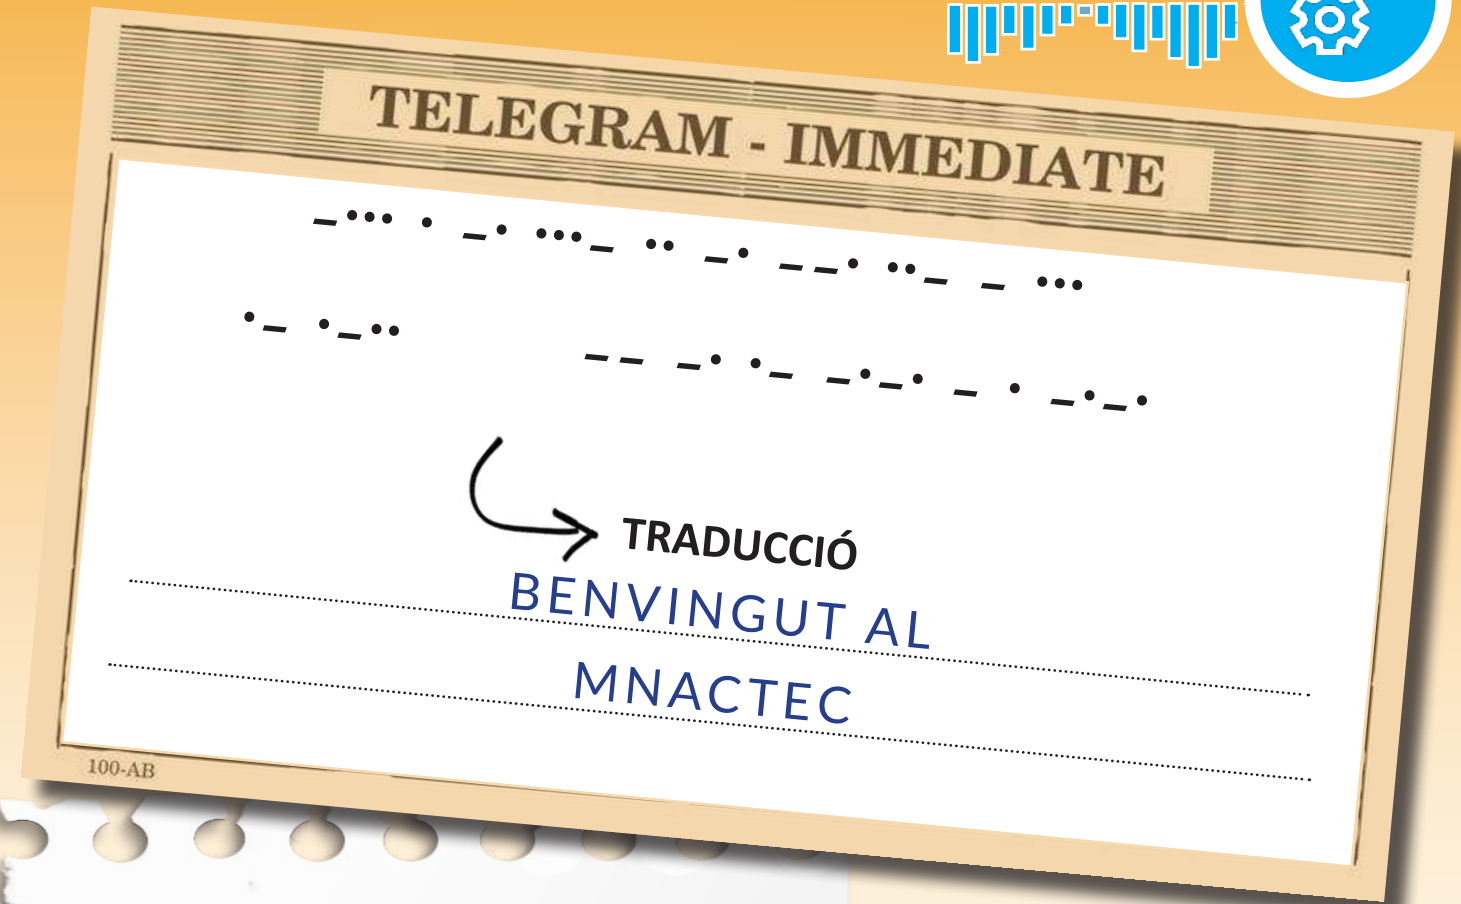 TELEGRAM - IMMEDIATE
−••• • −• •••− •• −• −−• ••− − •••
•− •−•• −− −• •− −•−• − • −•−•
TRADUCCIÓ
BENVINGUT AL
MNACTEC
100-AB